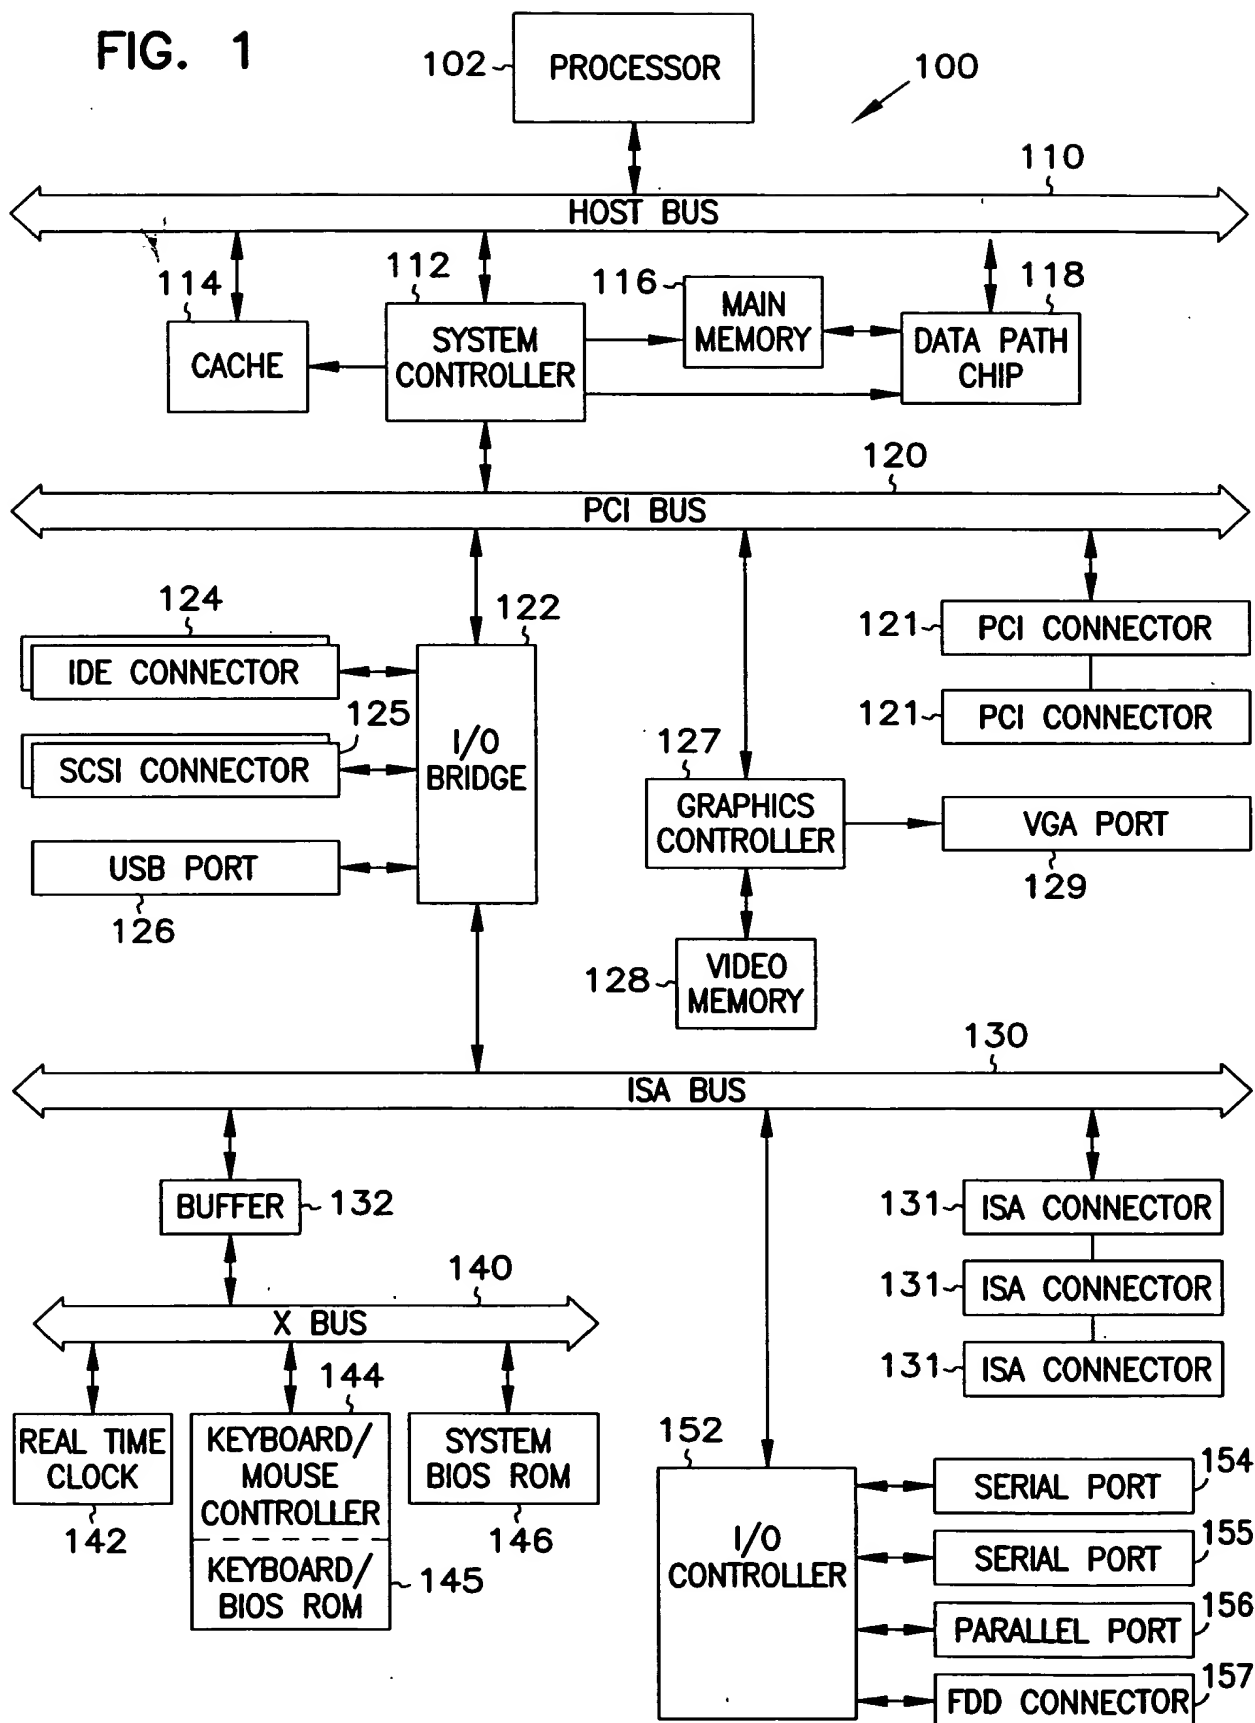 FIG. 1
102
PROCESSOR
100
110
HOST BUS
114
112
116
118
CACHE
SYSTEM
CONTROLLER
MAIN
MEMORY
DATA PATH
CHIP
120
PCI BUS
124
122
IDE CONNECTOR
125
SCSI CONNECTOR
I/O
BRIDGE
USB PORT
126
121
PCI CONNECTOR
121
PCI CONNECTOR
127
GRAPHICS
CONTROLLER
VGA PORT
129
128
VIDEO
MEMORY
130
ISA BUS
BUFFER
132
131
ISA CONNECTOR
131
ISA CONNECTOR
131
ISA CONNECTOR
140
X BUS
144
REAL TIME
CLOCK
142
KEYBOARD/
MOUSE
CONTROLLER
KEYBOARD/
BIOS ROM
145
SYSTEM
BIOS ROM
146
152
I/O
CONTROLLER
154
SERIAL PORT
155
SERIAL PORT
156
PARALLEL PORT
157
FDD CONNECTOR